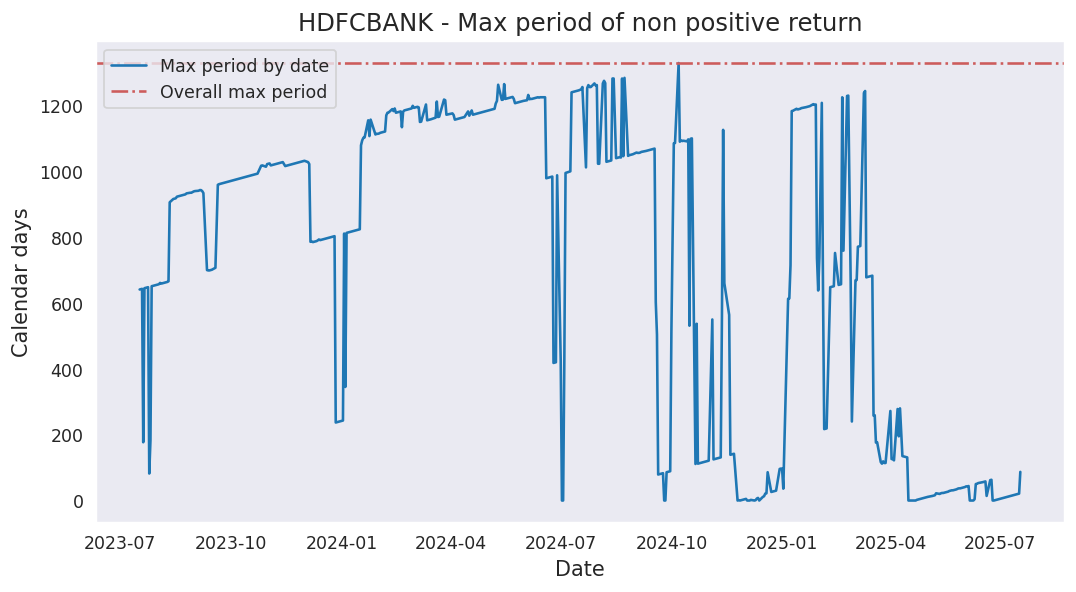 HDFCBANK - Max period of non positive return
Max period by date
Overall max period
Calendar days
1200
1000
800
600
400
200
0
2023-07 2023-10 2024-01 2024-04 2024-07 2024-10 2025-01 2025-04 2025-07
Date